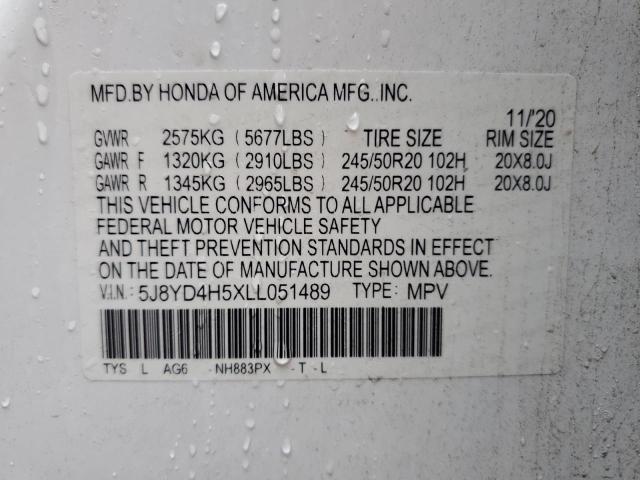 MFD.BY HONDA OF AMERICA MFG.,INC.
11/'20
GVWR 2575KG (5677LBS) TIRE SIZE RIM SIZE
GAWR F 1320KG (2910LBS) 245/50R20 102H 20X8.0J
GAWR R 1345KG (2965LBS) 245/50R20 102H 20X8.0J
THIS VEHICLE CONFORMS TO ALL APPLICABLE
FEDERAL MOTOR VEHICLE SAFETY
AND THEFT PREVENTION STANDARDS IN EFFECT
ON THE DATE OF MANUFACTURE SHOWN ABOVE.
V.I.N.: 5J8YD4H5XLL051489 TYPE: MPV
TYS L AG6 -NH883PX -T -L